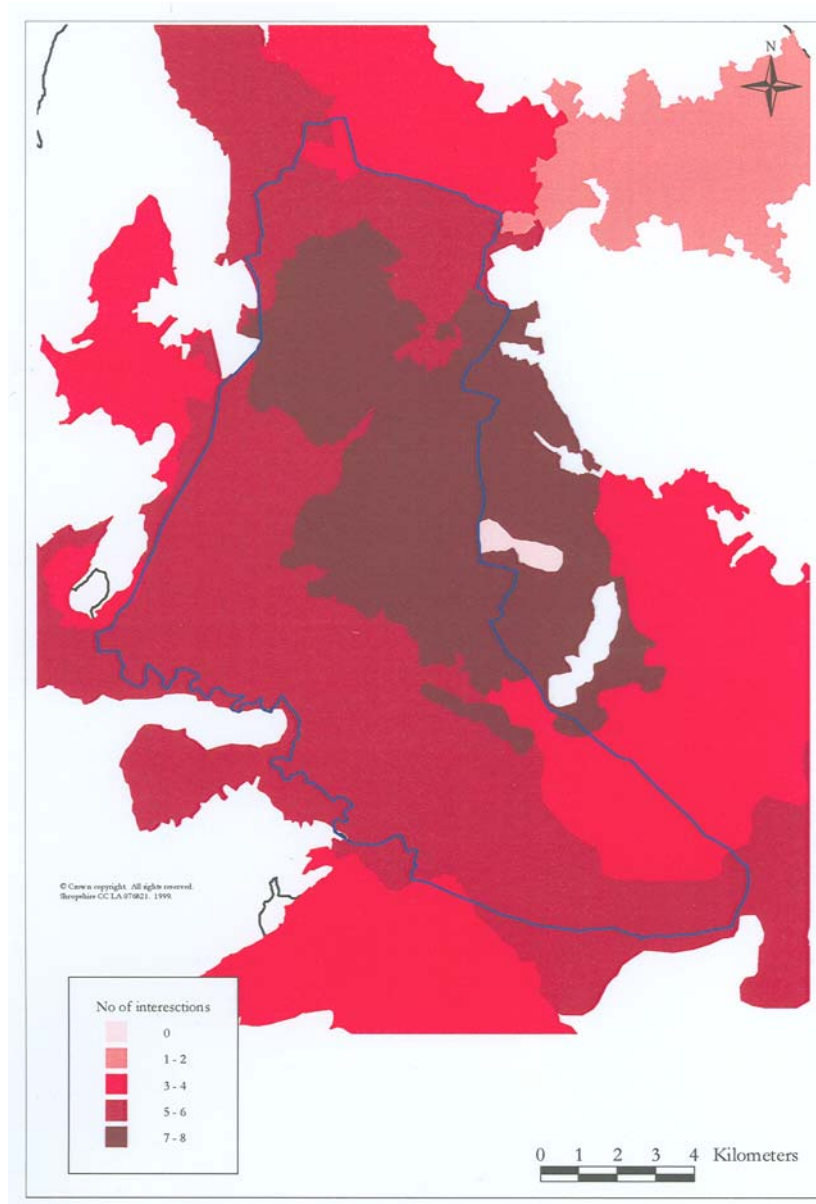 N
© Crown copyright. All rights reserved.
Shropshire CC LA 076821. 1999.
No of interesctions
0
1 - 2
3 - 4
5 - 6
7 - 8
0 1 2 3 4 Kilometers